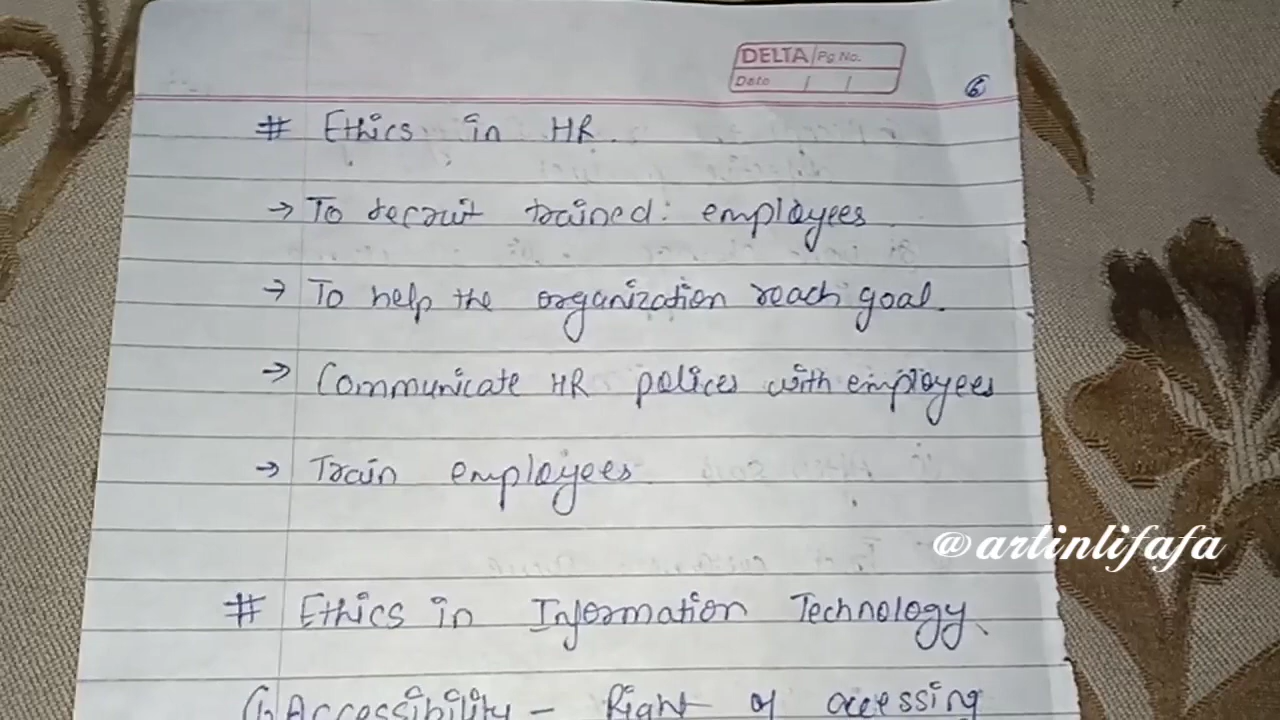 DELTA Pg No.
Date / /
6
# Ethics in HR.
→ To recruit trained employees
→ To help the organization reach goal.
→ Communicate HR polices with employees
→ Train employees
@artinlifafa
# Ethics in Information Technology
(1) Accessibility - Right of accessing